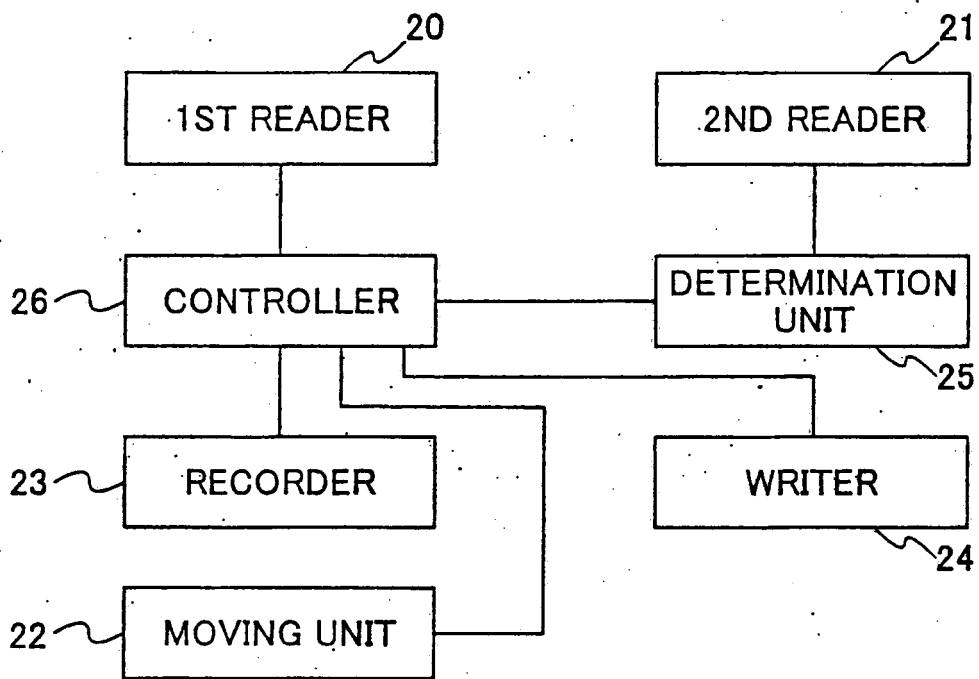 20
21
1ST READER
2ND READER
26
CONTROLLER
DETERMINATION
UNIT
25
23
RECORDER
WRITER
24
22
MOVING UNIT